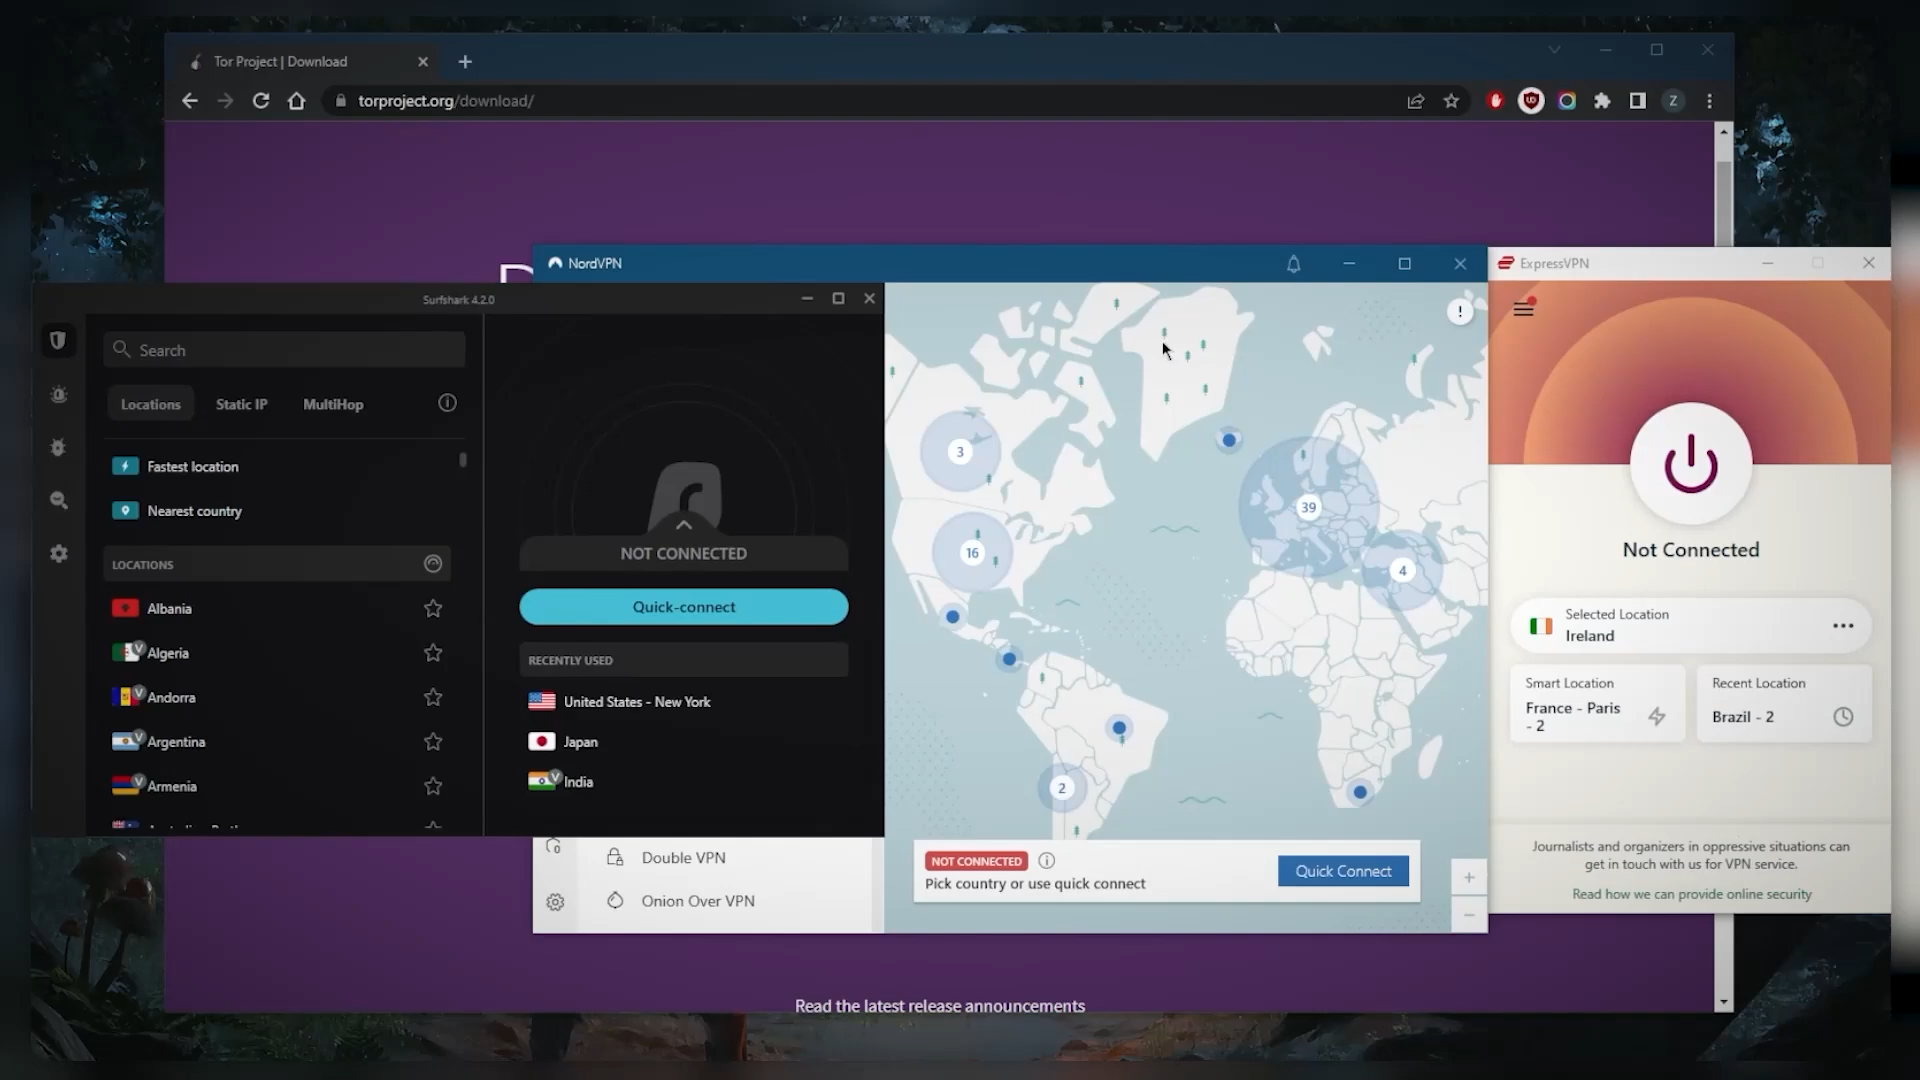 Tor Project | Download
torproject.org/download/
Z
NordVPN
ExpressVPN
Surfshark 4.2.0
Search
Locations
Static IP
MultiHop
Fastest location
Nearest country
LOCATIONS
Albania
Algeria
Andorra
Argentina
Armenia
NOT CONNECTED
Quick-connect
RECENTLY USED
United States - New York
Japan
India
Double VPN
Onion Over VPN
3
16
39
4
2
NOT CONNECTED
Pick country or use quick connect
Quick Connect
Not Connected
Selected Location
Ireland
Smart Location
France - Paris
- 2
Recent Location
Brazil - 2
Journalists and organizers in oppressive situations can
get in touch with us for VPN service.
Read how we can provide online security
Read the latest release announcements